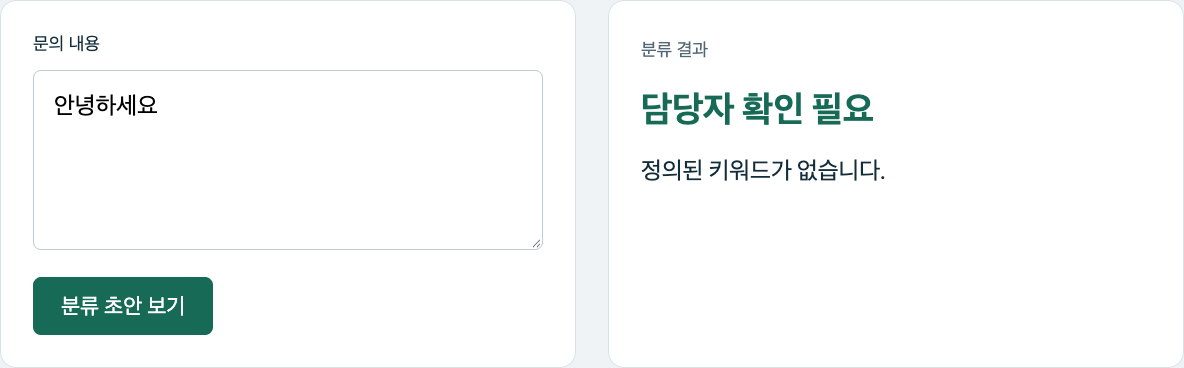 문의 내용
안녕하세요
분류 초안 보기
분류 결과
담당자 확인 필요
정의된 키워드가 없습니다.